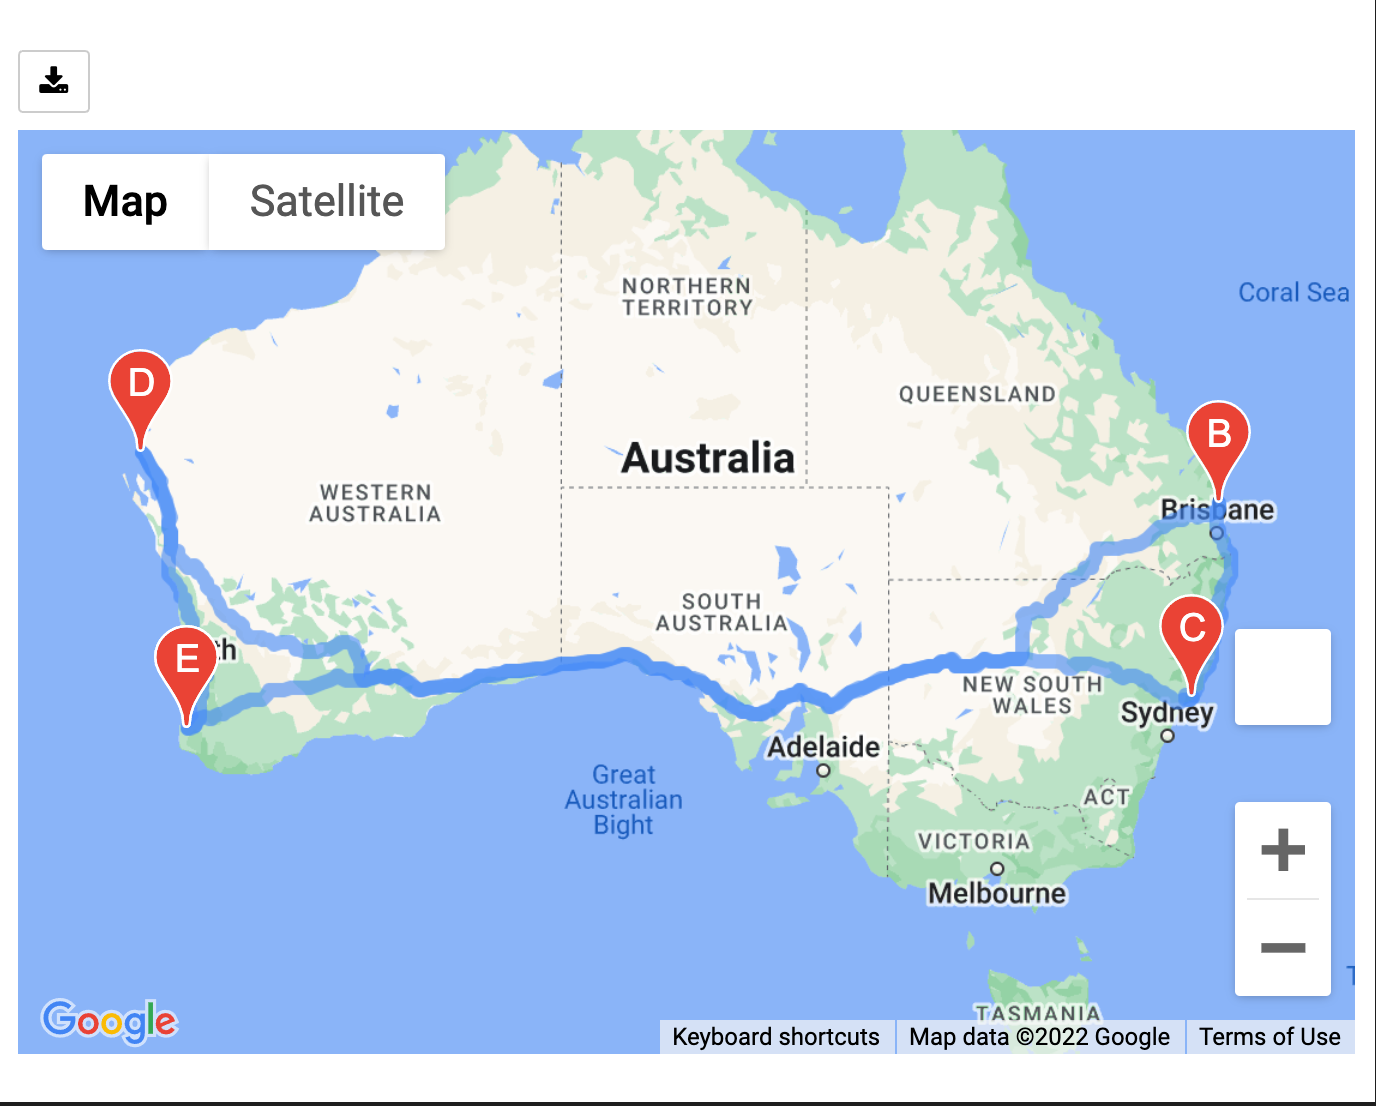 Map
Satellite
NORTHERN
TERRITORY
Coral Sea
D
QUEENSLAND
B
Australia
WESTERN
AUSTRALIA
Brisbane
SOUTH
AUSTRALIA
C
E
th
NEW SOUTH
WALES
Sydney
Adelaide
Great
Australian
Bight
ACT
VICTORIA
Melbourne
TASMANIA
Google
Keyboard shortcuts
Map data ©2022 Google
Terms of Use